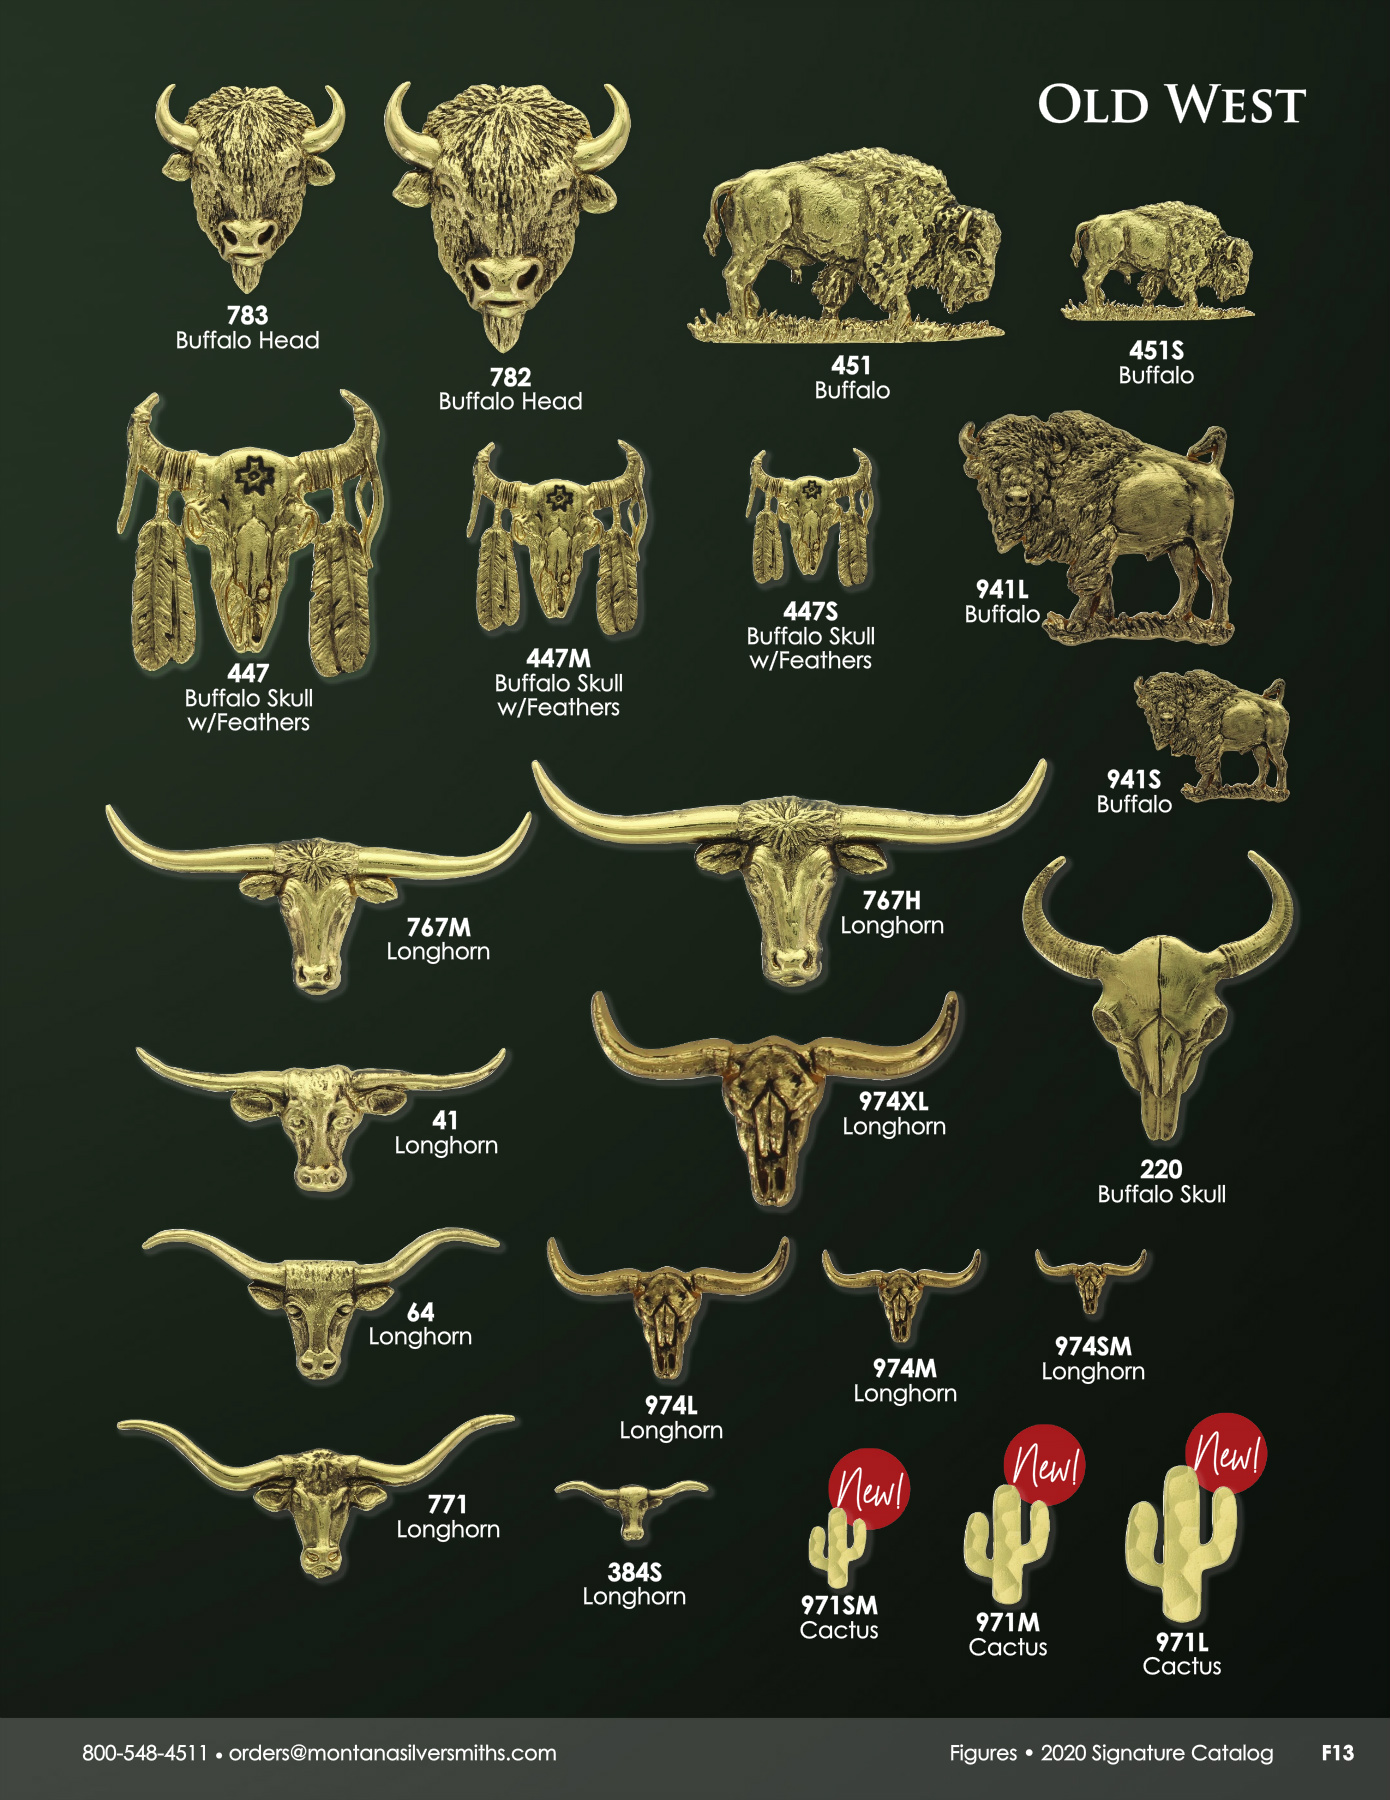 OLD WEST
783
Buffalo Head
782
Buffalo Head
451
Buffalo
451S
Buffalo
447
Buffalo Skull
w/Feathers
447M
Buffalo Skull
w/Feathers
447S
Buffalo Skull
w/Feathers
941L
Buffalo
941S
Buffalo
767M
Longhorn
767H
Longhorn
41
Longhorn
974XL
Longhorn
220
Buffalo Skull
64
Longhorn
974L
Longhorn
974M
Longhorn
974SM
Longhorn
771
Longhorn
384S
Longhorn
New!
971SM
Cactus
New!
971M
Cactus
New!
971L
Cactus
800-548-4511 • orders@montanasilversmiths.com
Figures • 2020 Signature Catalog F13